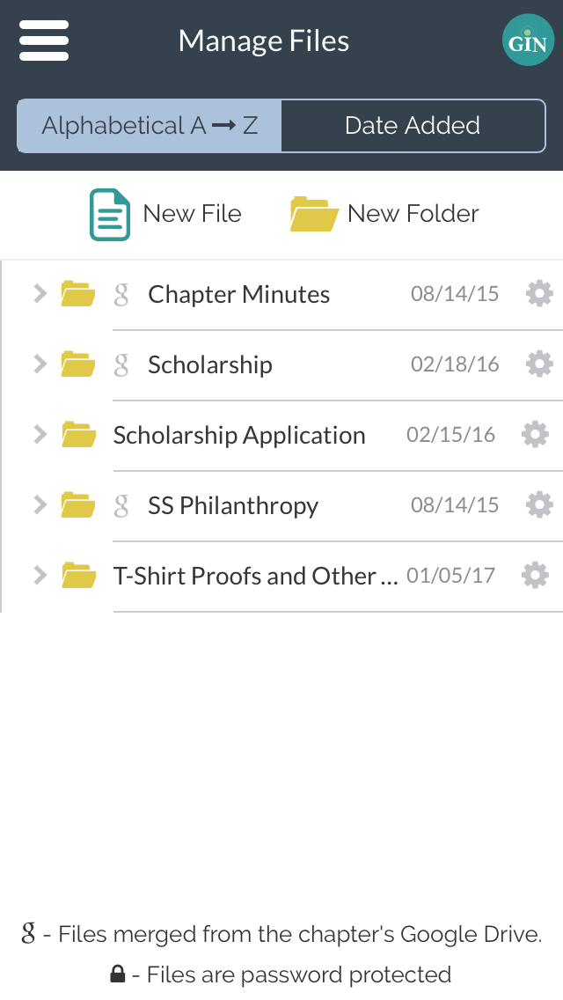 Manage Files
GIN
Alphabetical A → Z
Date Added
New File
New Folder
g Chapter Minutes 08/14/15
g Scholarship 02/18/16
Scholarship Application 02/15/16
g SS Philanthropy 08/14/15
T-Shirt Proofs and Other ... 01/05/17
g - Files merged from the chapter's Google Drive.
- Files are password protected